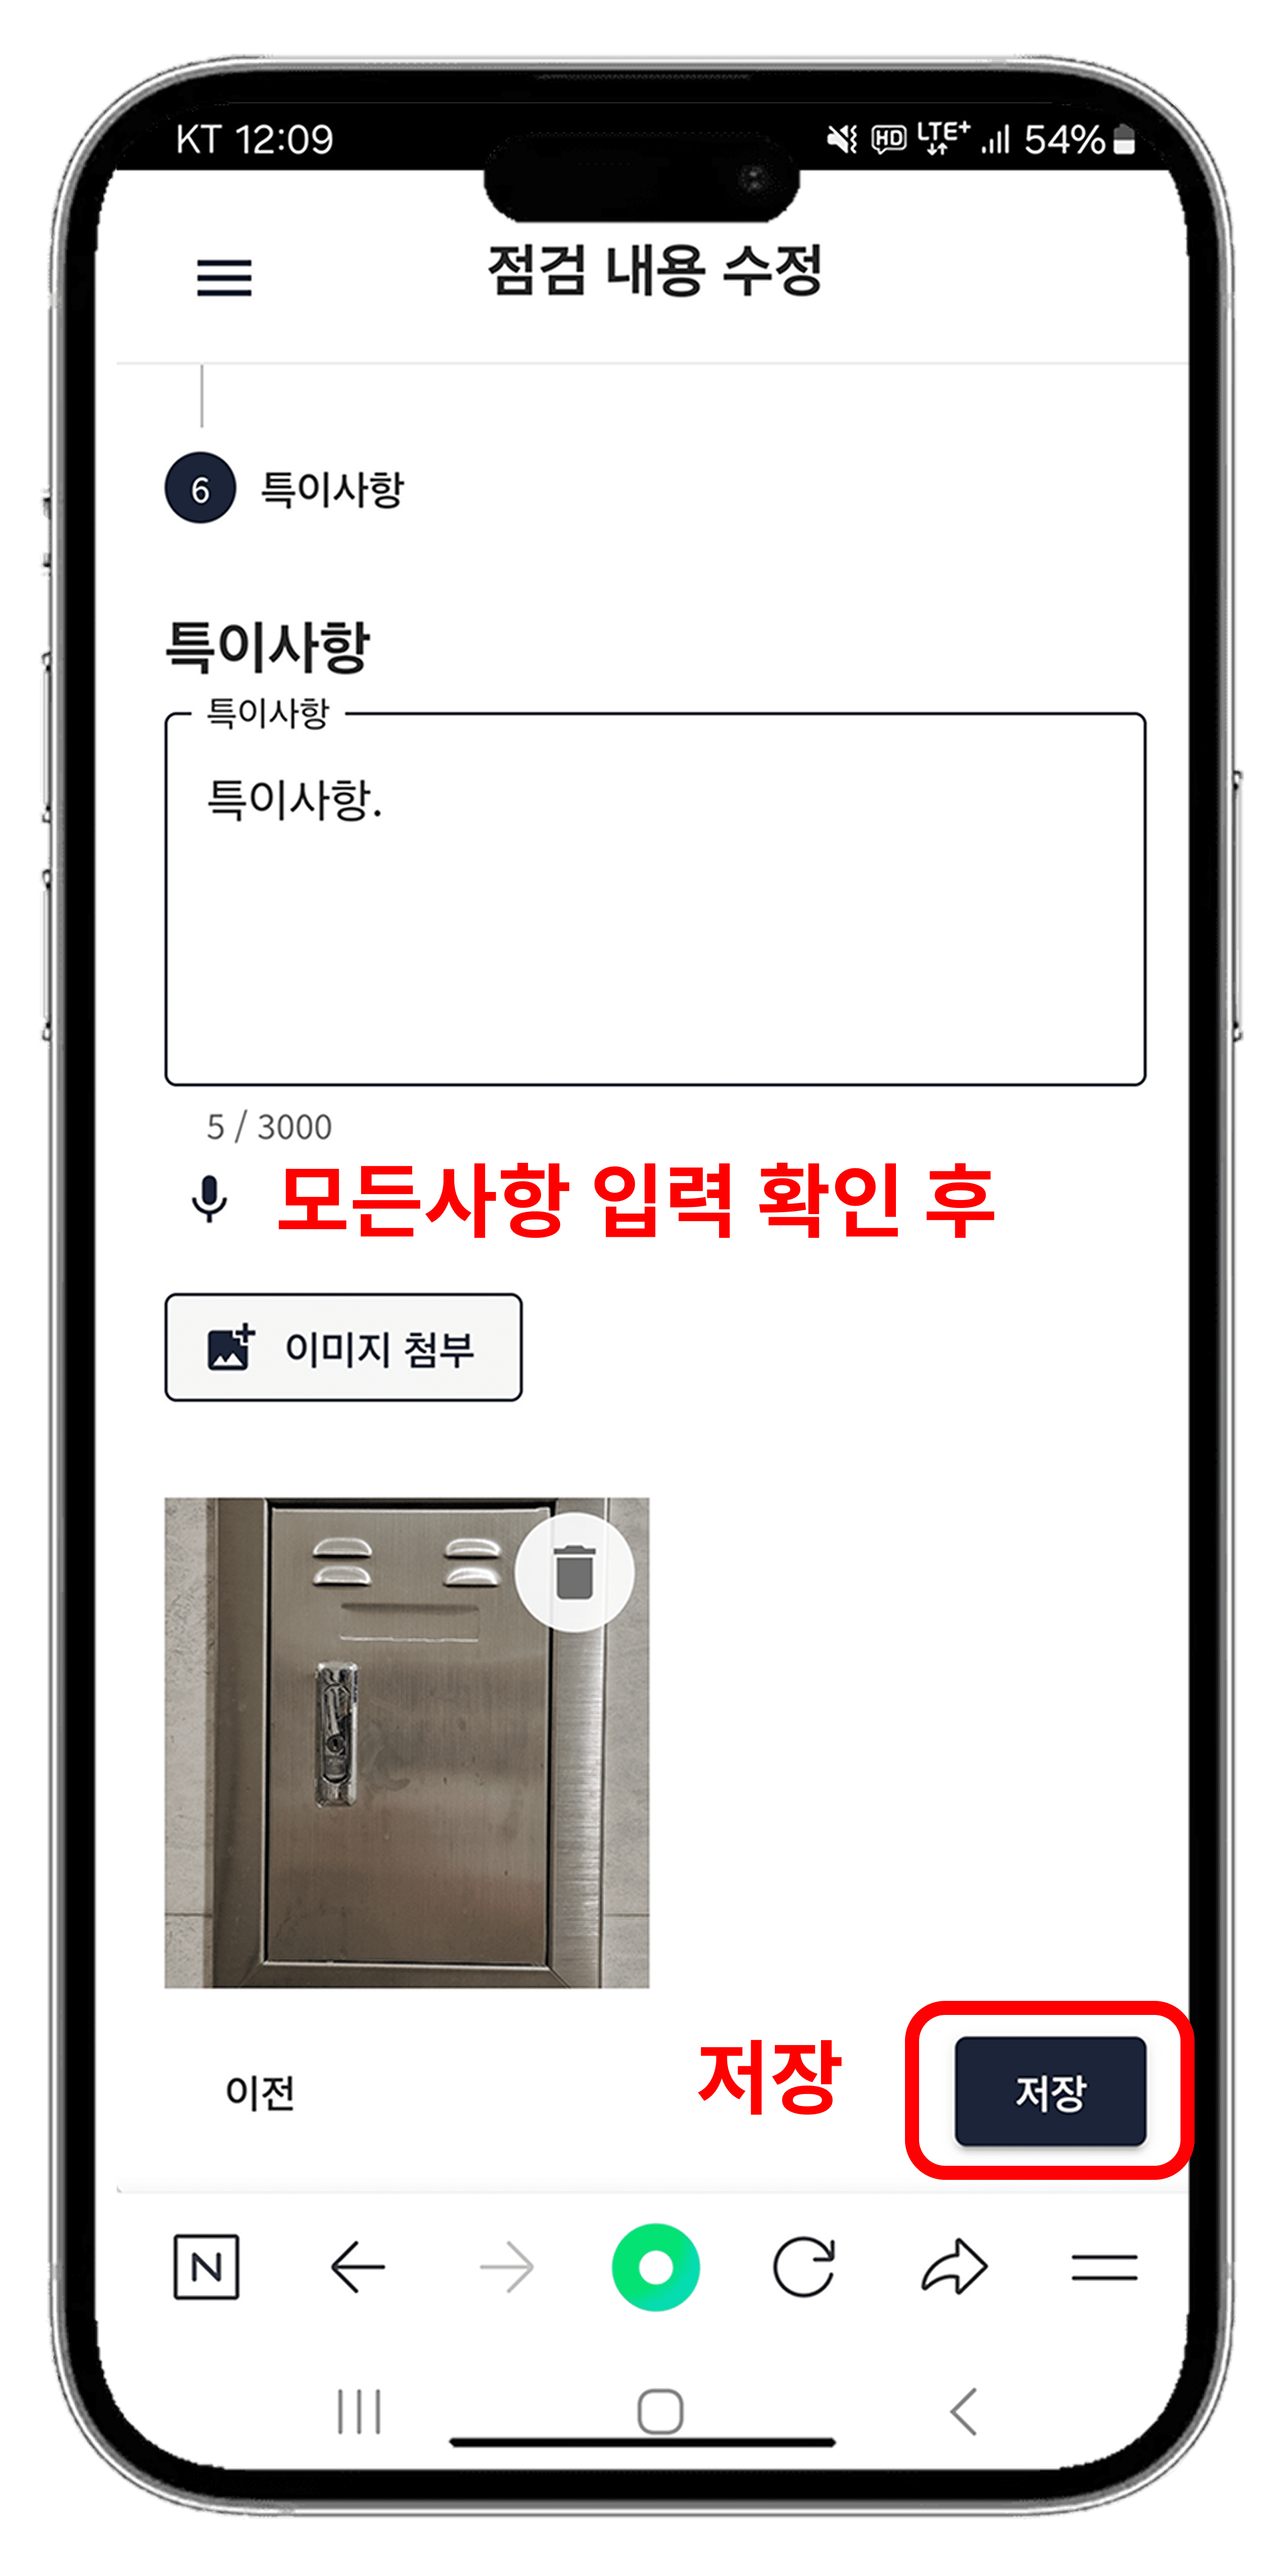 KT 12:09 HD LTE+ 54%
점검 내용 수정
6 특이사항
특이사항
특이사항
특이사항.
5 / 3000
모든사항 입력 확인 후
이미지 첨부
이전 저장 저장
N